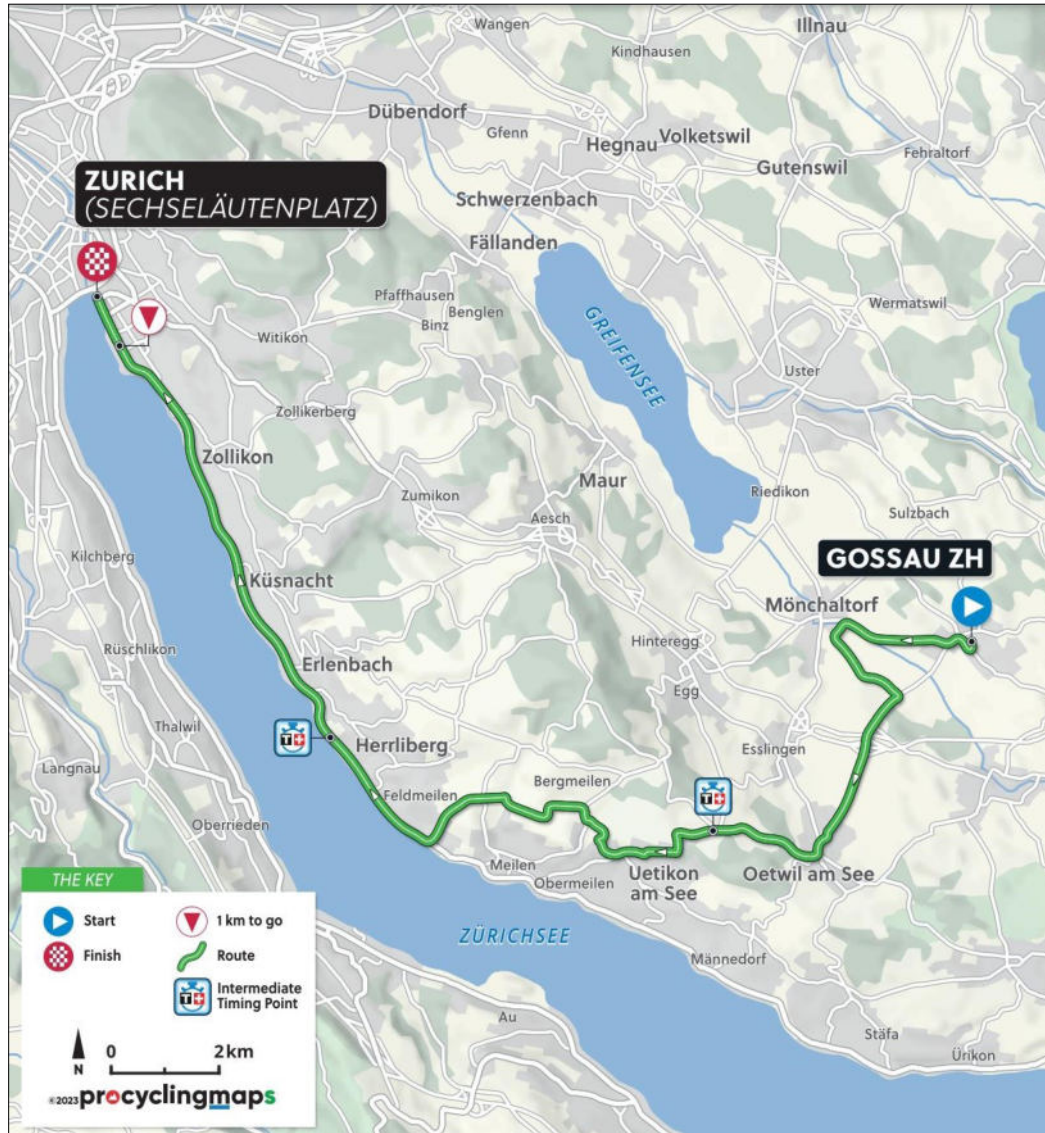 Wangen
Kindhausen
Illnau
Dübendorf
Gfenn
Hegnau
Volketswil
Gutenswil
Fehraltorf
ZURICH
(SECHSELÄUTENPLATZ)
Schwerzenbach
Fällanden
Pfaffhausen
Benglen
Binz
Witikon
Wermatswil
GREIFENSEE
Uster
Zollikerberg
Zollikon
Zumikon
Maur
Aesch
Riedikon
Sulzbach
Kilchberg
Küsnacht
GOSSAU ZH
Mönchaltorf
Rüschlikon
Erlenbach
Hinteregg
Egg
Thalwil
Herrliberg
Esslingen
Langnau
Feldmeilen
Bergmeilen
Oberrieden
Meilen
Obermeilen
Uetikon
am See
Oetwil am See
ZÜRICHSEE
Männedorf
Au
Stäfa
Ürikon
THE KEY
Start
1 km to go
Finish
Route
Intermediate
Timing Point
T
N
0
2 km
©2023 procyclingmaps